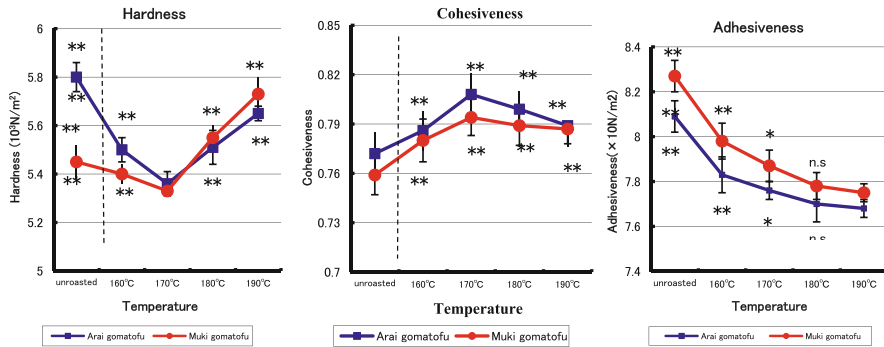 Hardness
6
5.8
5.6
5.4
5.2
5
Hardness (10³N/m²)
**
**
**
**
**
**
**
**
**
**
unroasted 160℃ 170℃ 180℃ 190℃
Temperature
Arai gomatofu Muki gomatofu
Cohesiveness
0.85
0.82
0.79
0.76
0.73
0.7
Cohesiveness
**
**
**
**
**
**
**
**
unroasted 160℃ 170℃ 180℃ 190℃
Temperature
Arai gomatofu Muki gomatofu
Adhesiveness
8.4
8.2
8
7.8
7.6
7.4
Adhesiveness(×10N/m2)
**
**
**
**
**
*
*
n.s
n.s
unroasted 160℃ 170℃ 180℃ 190℃
Temperature
Arai gomatofu Muki gomatofu